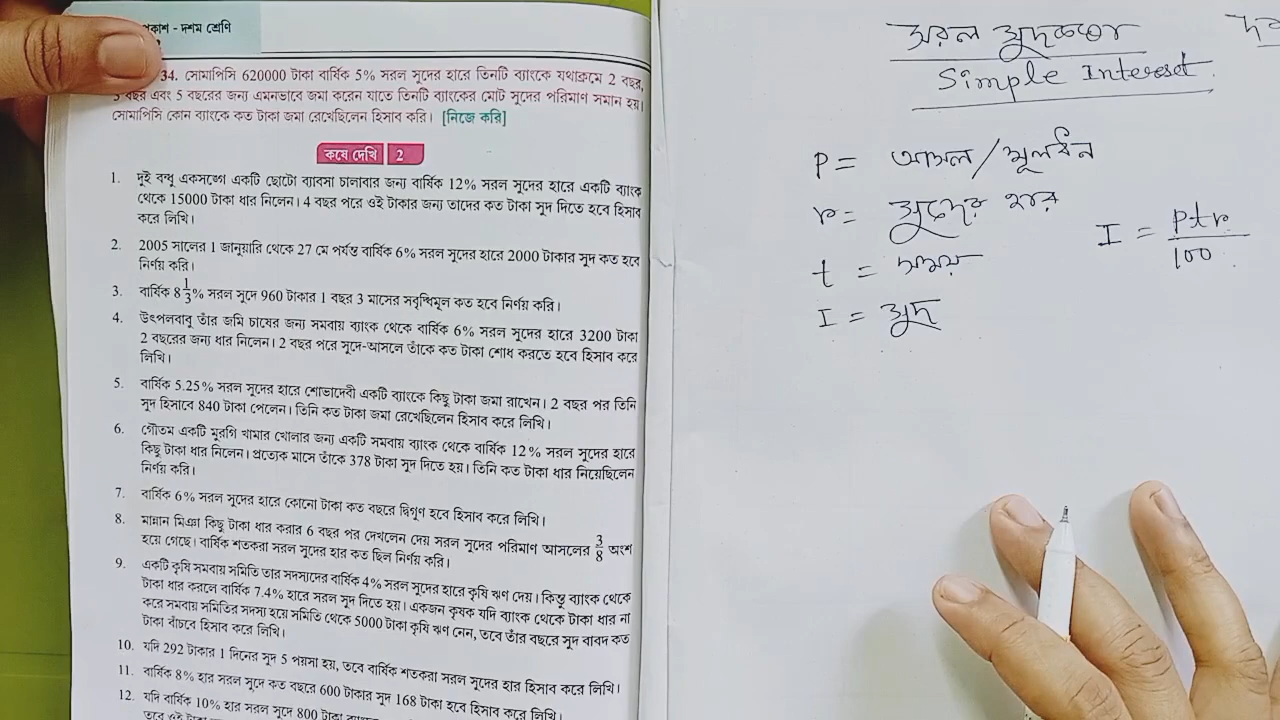 প্রকাশ - দশম শ্রেণি
34. সোমাপিসি 620000 টাকা বার্ষিক 5% সরল সুদের হারে তিনটি ব্যাংকে যথাক্রমে 2 বছর,
3 বছর এবং 5 বছরের জন্য এমনভাবে জমা করেন যাতে তিনটি ব্যাংকের মোট সুদের পরিমাণ সমান হয়।
সোমাপিসি কোন ব্যাংকে কত টাকা জমা রেখেছিলেন হিসাব করি। [নিজে করি]
কষে দেখি 2
1. দুই বন্ধু একসঙ্গে একটি ছোটো ব্যাবসা চালাবার জন্য বার্ষিক 12% সরল সুদের হারে একটি ব্যাংক
থেকে 15000 টাকা ধার নিলেন। 4 বছর পরে ওই টাকার জন্য তাদের কত টাকা সুদ দিতে হবে হিসাব
করে লিখি।
2. 2005 সালের 1 জানুয়ারি থেকে 27 মে পর্যন্ত বার্ষিক 6% সরল সুদের হারে 2000 টাকার সুদ কত হবে
নির্ণয় করি।
3. বার্ষিক 8 1/3% সরল সুদে 960 টাকার 1 বছর 3 মাসের সবৃদ্ধিমূল কত হবে নির্ণয় করি।
4. উৎপলবাবু তাঁর জমি চাষের জন্য সমবায় ব্যাংক থেকে বার্ষিক 6% সরল সুদের হারে 3200 টাকা
2 বছরের জন্য ধার নিলেন। 2 বছর পরে সুদে-আসলে তাঁকে কত টাকা শোধ করতে হবে হিসাব করে
লিখি।
5. বার্ষিক 5.25% সরল সুদের হারে শোভাদেবী একটি ব্যাংকে কিছু টাকা জমা রাখেন। 2 বছর পর তিনি
সুদ হিসাবে 840 টাকা পেলেন। তিনি কত টাকা জমা রেখেছিলেন হিসাব করে লিখি।
6. গৌতম একটি মুরগি খামার খোলার জন্য একটি সমবায় ব্যাংক থেকে বার্ষিক 12% সরল সুদের হারে
কিছু টাকা ধার নিলেন। প্রত্যেক মাসে তাঁকে 378 টাকা সুদ দিতে হয়। তিনি কত টাকা ধার নিয়েছিলেন
নির্ণয় করি।
7. বার্ষিক 6% সরল সুদের হারে কোনো টাকা কত বছরে দ্বিগুণ হবে হিসাব করে লিখি।
8. মান্নান মিঞা কিছু টাকা ধার করার 6 বছর পর দেখলেন দেয় সরল সুদের পরিমাণ আসলের 3/8 অংশ
হয়ে গেছে। বার্ষিক শতকরা সরল সুদের হার কত ছিল নির্ণয় করি।
9. একটি কৃষি সমবায় সমিতি তার সদস্যদের বার্ষিক 4% সরল সুদের হারে কৃষি ঋণ দেয়। কিন্তু ব্যাংক থেকে
টাকা ধার করলে বার্ষিক 7.4% হারে সরল সুদ দিতে হয়। একজন কৃষক যদি ব্যাংক থেকে টাকা ধার না
করে সমবায় সমিতির সদস্য হয়ে সমিতি থেকে 5000 টাকা কৃষি ঋণ নেন, তবে তাঁর বছরে সুদ বাবদ কত
টাকা বাঁচবে হিসাব করে লিখি।
10. যদি 292 টাকার 1 দিনের সুদ 5 পয়সা হয়, তবে বার্ষিক শতকরা সরল সুদের হার হিসাব করে লিখি।
11. বার্ষিক 8% হার সরল সুদে কত বছরে 600 টাকার সুদ 168 টাকা হবে হিসাব করে লিখি।
12. যদি বার্ষিক 10% হার সরল সুদে 800 টাকা
সরল সুদকষা
Simple Interest
P = আসল / মূলধন
r = সুদের হার
t = সময়
I = সুদ
I = Ptr/100